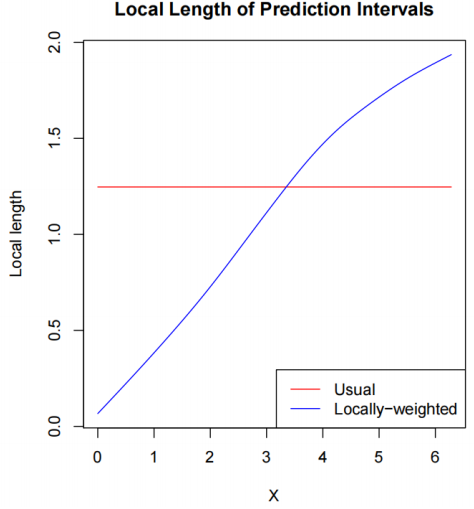 Local Length of Prediction Intervals
Local length
2.0
1.5
1.0
0.5
0.0
Usual
Locally−weighted
0 1 2 3 4 5 6
X